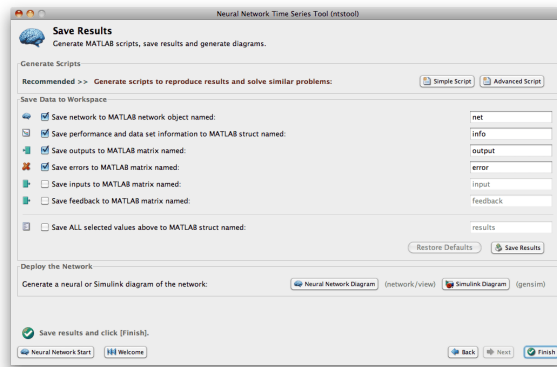 Neural Network Time Series Tool (ntstool)
Save Results
Generate MATLAB scripts, save results and generate diagrams.
Generate Scripts
Recommended >> Generate scripts to reproduce results and solve similar problems: Simple Script Advanced Script
Save Data to Workspace
Save network to MATLAB network object named: net
Save performance and data set information to MATLAB struct named: info
Save outputs to MATLAB matrix named: output
Save errors to MATLAB matrix named: error
Save inputs to MATLAB matrix named: input
Save feedback to MATLAB matrix named: feedback
Save ALL selected values above to MATLAB struct named: results
Restore Defaults Save Results
Deploy the Network
Generate a neural or Simulink diagram of the network: Neural Network Diagram (network/view) Simulink Diagram (gensim)
Save results and click [Finish].
Neural Network Start Welcome Back Next Finish